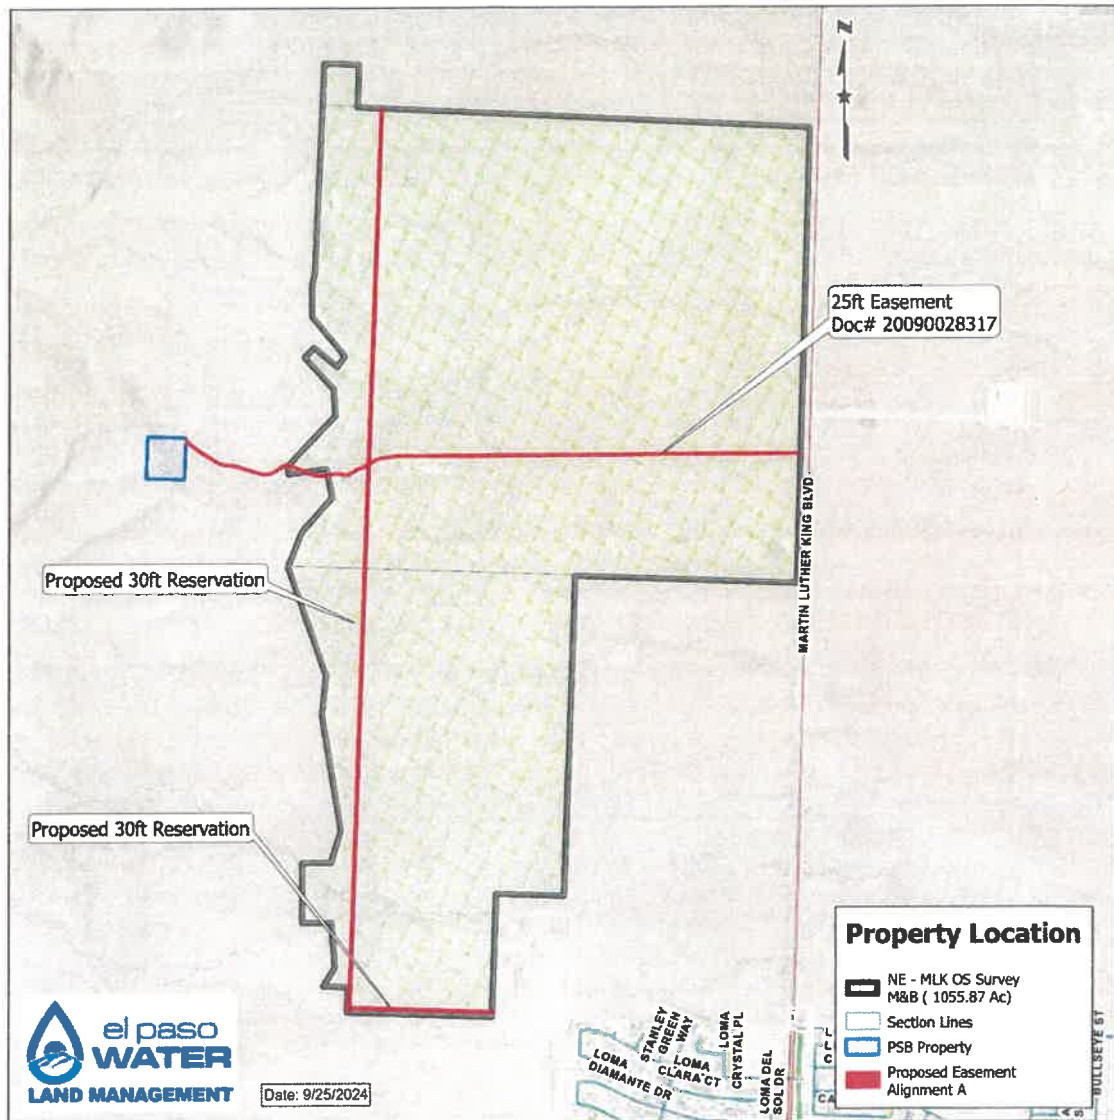 N
25ft Easement
Doc# 20090028317
MARTIN LUTHER KING BLVD
Proposed 30ft Reservation
Proposed 30ft Reservation
Property Location
NE - MLK OS Survey
M&B ( 1055.87 Ac)
Section Lines
PSB Property
Proposed Easement
Alignment A
el paso
WATER
LAND MANAGEMENT
Date: 9/25/2024
STANLEY
GREEN
WAY
LOMA
CRYSTAL PL
LOMA
DIAMANTE DR
LOMA
CLARA CT
LOMA DEL
SOL DR
BULLSEYE ST